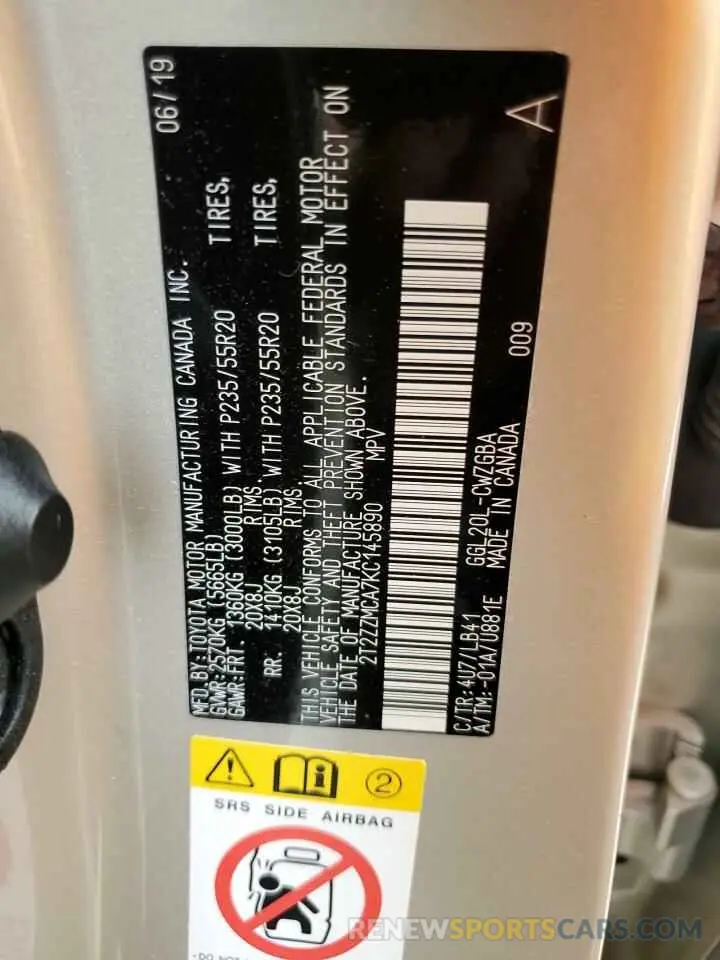 MFD.BY:TOYOTA MOTOR MANUFACTURING CANADA INC. 06/19
GVWR:2570KG (5665LB)
GAWR:FRT. 1360KG (3000LB) WITH P235/55R20 TIRES,
20X8J RIMS,
RR. 1410KG (3105LB) WITH P235/55R20 TIRES,
20X8J RIMS.
THIS VEHICLE CONFORMS TO ALL APPLICABLE FEDERAL MOTOR
VEHICLE SAFETY AND THEFT PREVENTION STANDARDS IN EFFECT ON
THE DATE OF MANUFACTURE SHOWN ABOVE.
2T2ZZMCA7KC145890 MPV
C/TR:4U7/LB41 GGL20L-CWZGBA 009 A
A/TM:-01A/U881E MADE IN CANADA
i 2
SRS SIDE AIRBAG
RENEWSPORTSCARS.COM